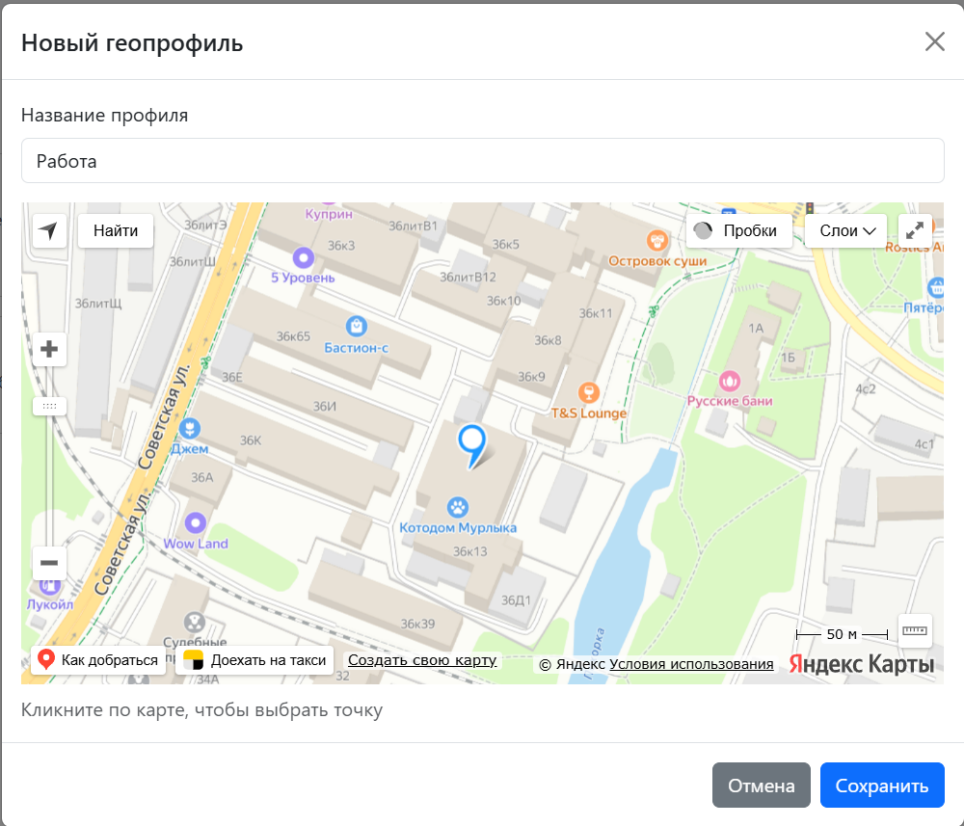 Новый геопрофиль
Название профиля
Работа
Куприн
Найти
36литЭ
36литВ1
36к3
36к5
Пробки
Слои
Rostics
Островок суши
36литШ
5 Уровень
36литВ12
36литЩ
36к10
Пятёр
36к11
36к65
Бастион-с
36к8
1А
1Б
36Е
36к9
4с2
36И
T&S Lounge
Русские бани
Советская ул.
Джем
36К
4с1
36А
Котодом Мурлыка
Wow Land
36к13
Советская ул.
36Д1
Лукойл
36к39
Судебные
50 м
Как добраться
Доехать на такси
Создать свою карту
© Яндекс Условия использования
Яндекс Карты
34А
32
Кликните по карте, чтобы выбрать точку
Отмена
Сохранить